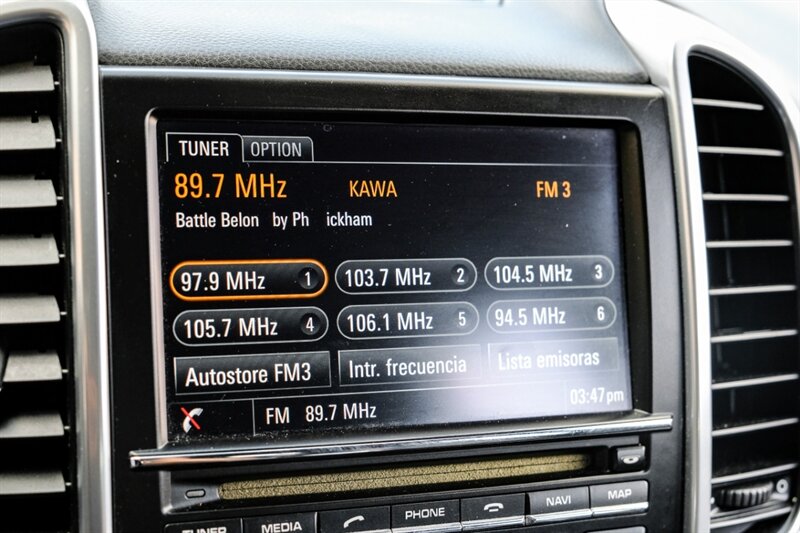 TUNER OPTION
89.7 MHz KAWA FM 3
Battle Belon by Ph ickham
97.9 MHz 1 103.7 MHz 2 104.5 MHz 3
105.7 MHz 4 106.1 MHz 5 94.5 MHz 6
Autostore FM3 Intr. frecuencia Lista emisoras
FM 89.7 MHz 03:47pm
TUNER MEDIA PHONE NAVI MAP